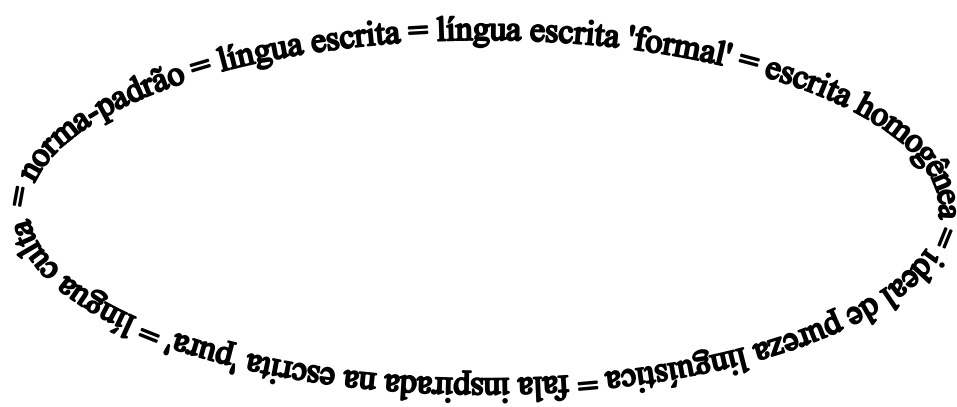 = norma-padrão = língua escrita = língua escrita 'formal' = escrita homogênea = ideal de pureza linguística = fala inspirada na escrita 'pura' = língua culta